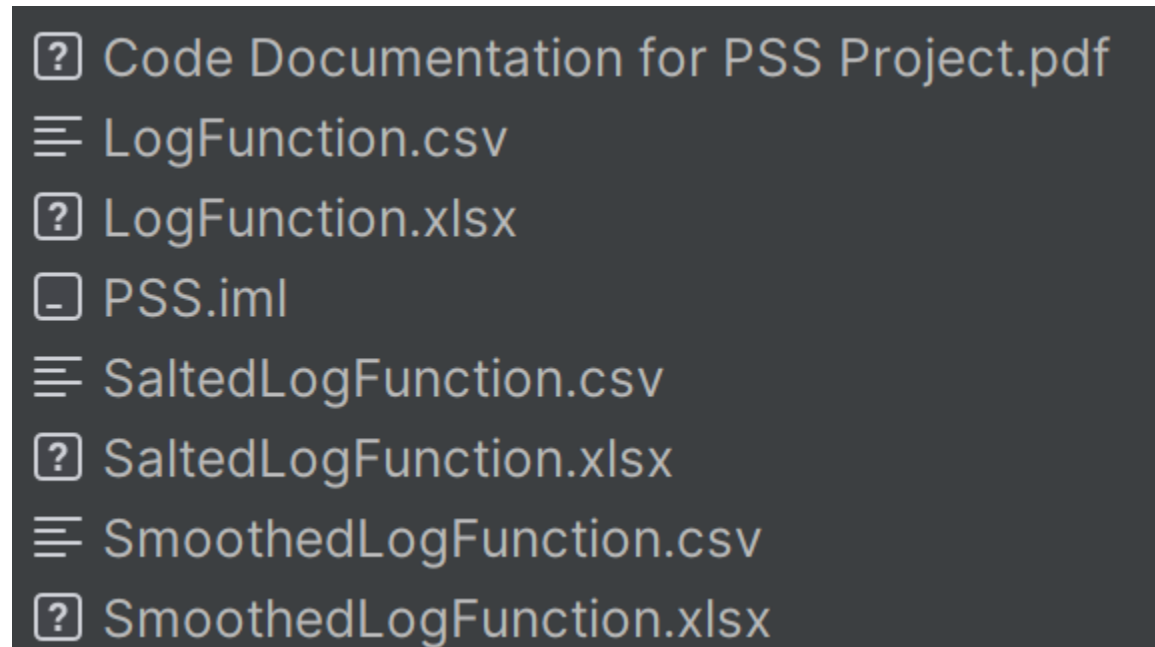 Code Documentation for PSS Project.pdf
LogFunction.csv
LogFunction.xlsx
PSS.iml
SaltedLogFunction.csv
SaltedLogFunction.xlsx
SmoothedLogFunction.csv
SmoothedLogFunction.xlsx